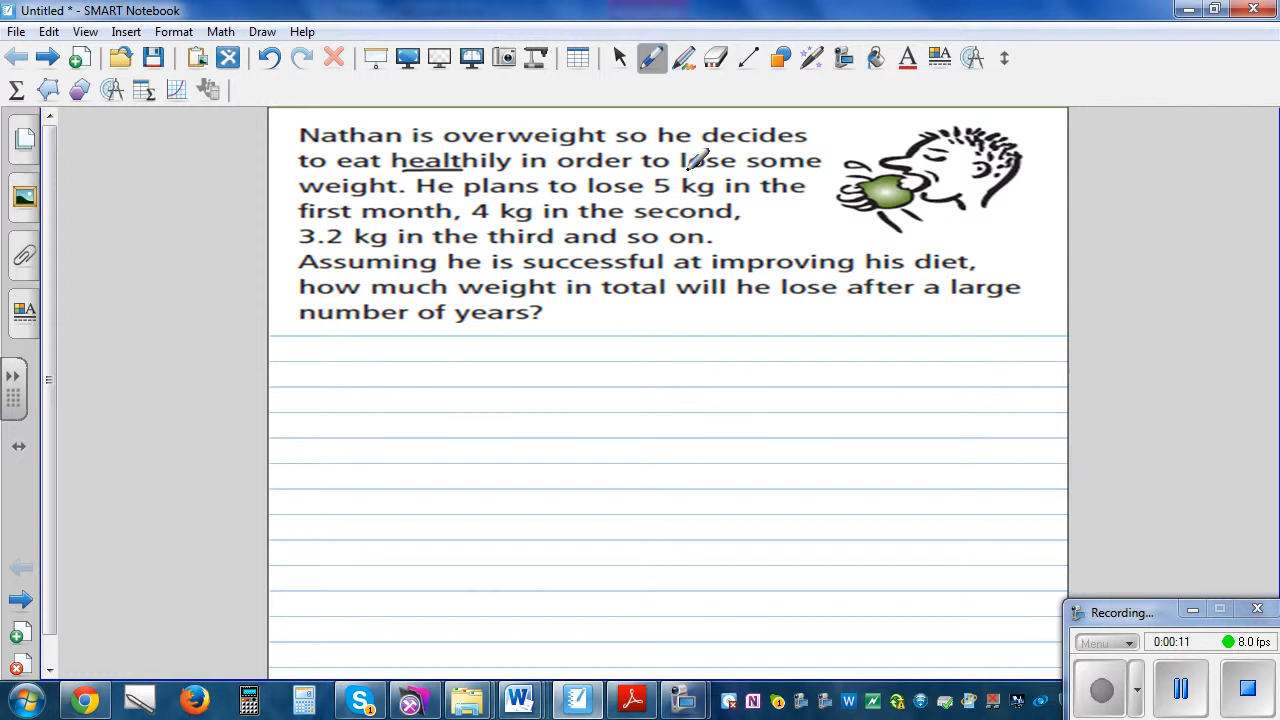 Untitled * - SMART Notebook
File Edit View Insert Format Math Draw Help
Nathan is overweight so he decides
to eat healthily in order to lose some
weight. He plans to lose 5 kg in the
first month, 4 kg in the second,
3.2 kg in the third and so on.
Assuming he is successful at improving his diet,
how much weight in total will he lose after a large
number of years?
Recording...
Menu 0:00:11 8.0 fps